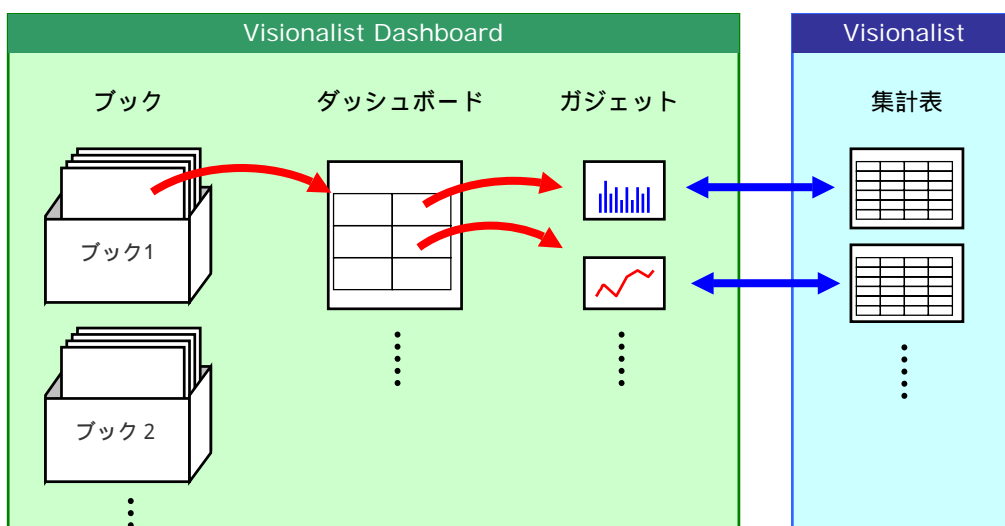 Visionalist Dashboard
Visionalist
ブック
ダッシュボード
ガジェット
集計表
ブック1
ブック 2